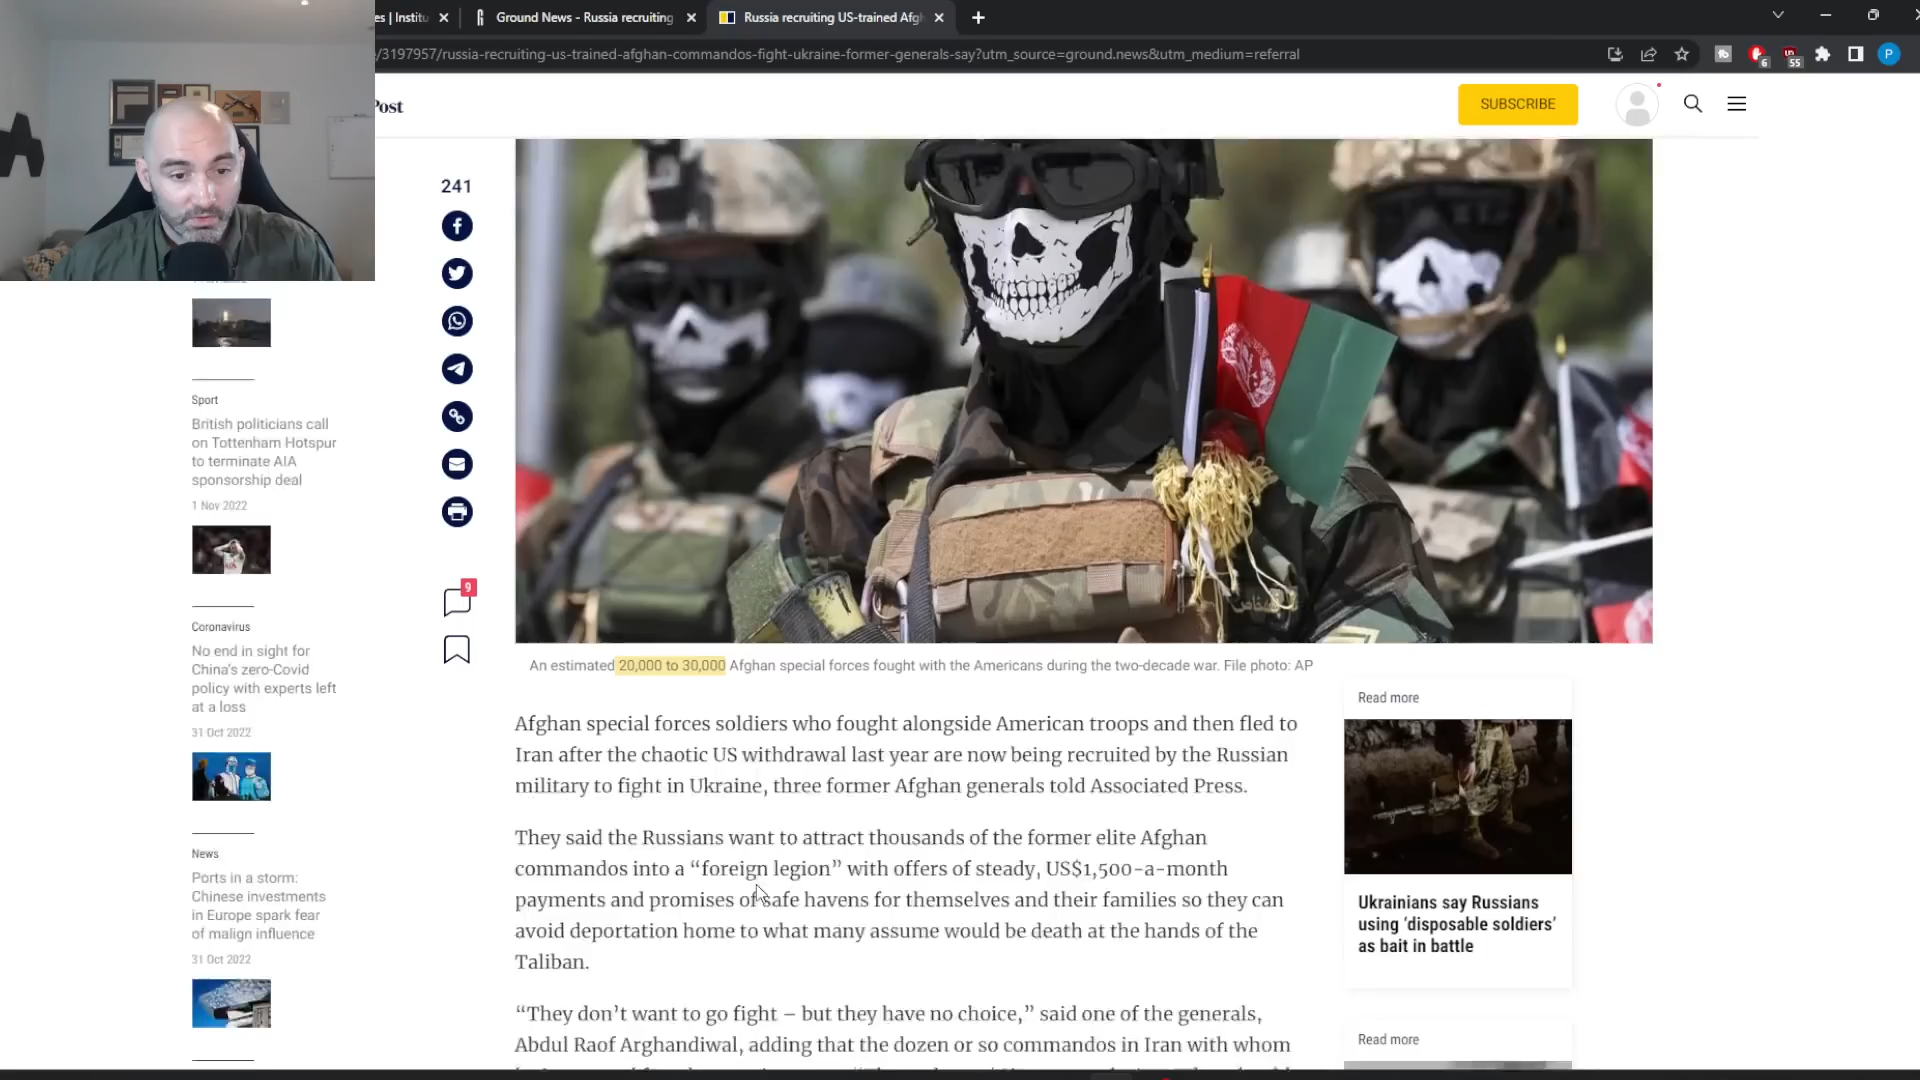 es | Institu
Ground News - Russia recruiting
Russia recruiting US-trained Afg
/3197957/russia-recruiting-us-trained-afghan-commandos-fight-ukraine-former-generals-say?utm_source=ground.news&utm_medium=referral
6
55
P
Post
SUBSCRIBE
241
9
Sport
British politicians call
on Tottenham Hotspur
to terminate AIA
sponsorship deal
1 Nov 2022
Coronavirus
No end in sight for
China's zero-Covid
policy with experts left
at a loss
31 Oct 2022
News
Ports in a storm:
Chinese investments
in Europe spark fear
of malign influence
31 Oct 2022
An estimated 20,000 to 30,000 Afghan special forces fought with the Americans during the two-decade war. File photo: AP
Afghan special forces soldiers who fought alongside American troops and then fled to
Iran after the chaotic US withdrawal last year are now being recruited by the Russian
military to fight in Ukraine, three former Afghan generals told Associated Press.
They said the Russians want to attract thousands of the former elite Afghan
commandos into a “foreign legion” with offers of steady, US$1,500-a-month
payments and promises of safe havens for themselves and their families so they can
avoid deportation home to what many assume would be death at the hands of the
Taliban.
“They don’t want to go fight – but they have no choice,” said one of the generals,
Abdul Raof Arghandiwal, adding that the dozen or so commandos in Iran with whom
Read more
Ukrainians say Russians
using ‘disposable soldiers’
as bait in battle
Read more